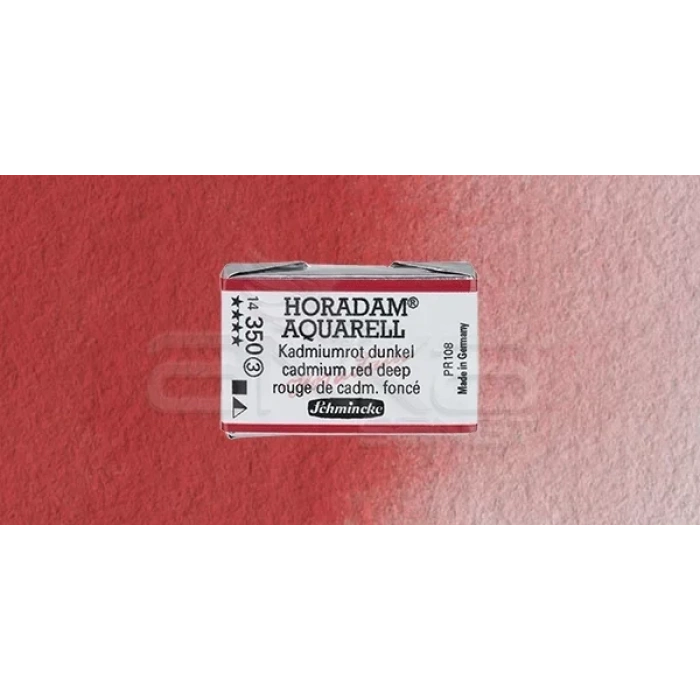 HORADAM®
AQUARELL
Kadmiumrot dunkel
cadmium red deep
rouge de cadm. foncé
Schmincke
14 350 3
★★★★
PR108
Made in Germany